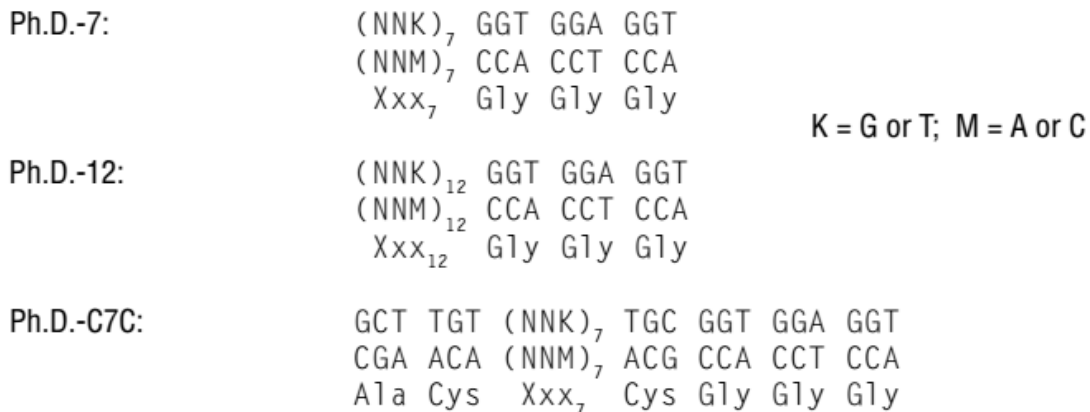 Ph.D.-7: (NNK)₇ GGT GGA GGT
(NNM)₇ CCA CCT CCA
Xxx₇ Gly Gly Gly
K = G or T; M = A or C
Ph.D.-12: (NNK)₁₂ GGT GGA GGT
(NNM)₁₂ CCA CCT CCA
Xxx₁₂ Gly Gly Gly
Ph.D.-C7C: GCT TGT (NNK)₇ TGC GGT GGA GGT
CGA ACA (NNM)₇ ACG CCA CCT CCA
Ala Cys Xxx₇ Cys Gly Gly Gly